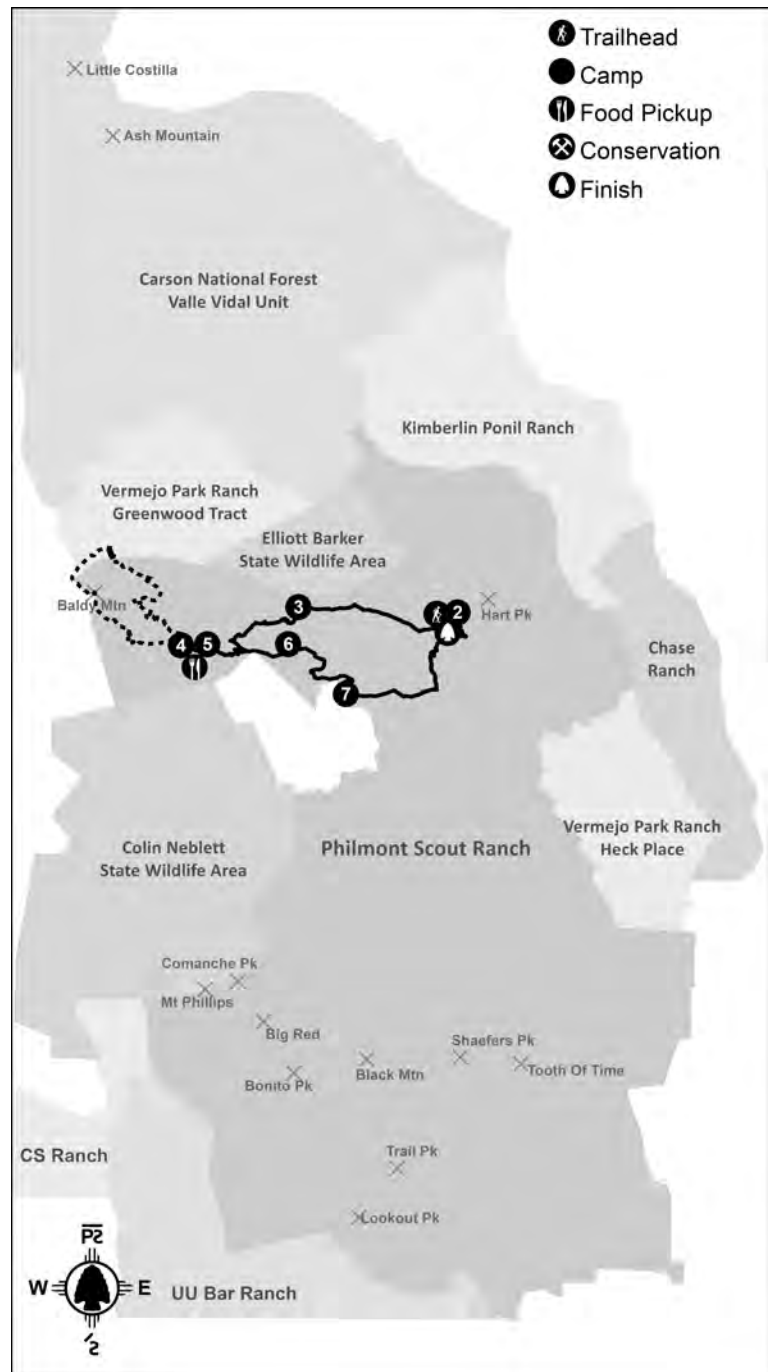 Trailhead
Camp
Food Pickup
Conservation
Finish
Little Costilla
Ash Mountain
Carson National Forest
Valle Vidal Unit
Kimberlin Ponil Ranch
Vermejo Park Ranch
Greenwood Tract
Elliott Barker
State Wildlife Area
Baldy Mtn
3
2
Hart Pk
4
5
6
7
Chase
Ranch
Colin Neblett
State Wildlife Area
Philmont Scout Ranch
Vermejo Park Ranch
Heck Place
Comanche Pk
Mt Phillips
Big Red
Bonito Pk
Black Mtn
Shaefers Pk
Tooth Of Time
CS Ranch
Trail Pk
Lookout Pk
W
E
UU Bar Ranch